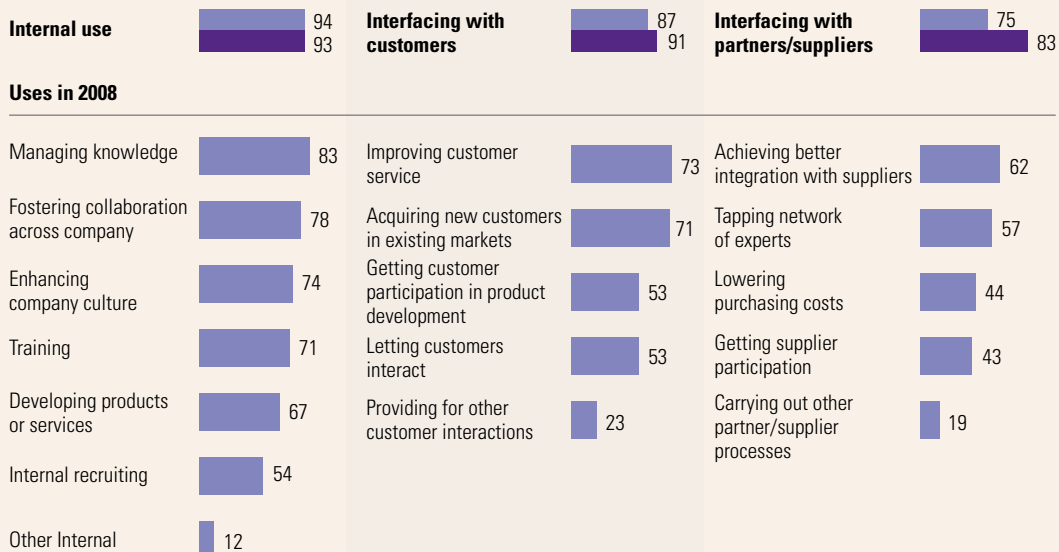 Internal use
94
93
Interfacing with
customers
87
91
Interfacing with
partners/suppliers
75
83
Uses in 2008
Managing knowledge
83
Fostering collaboration
across company
78
Enhancing
company culture
74
Training
71
Developing products
or services
67
Internal recruiting
54
Other Internal
12
Improving customer
service
73
Acquiring new customers
in existing markets
71
Getting customer
participation in product
development
53
Letting customers
interact
53
Providing for other
customer interactions
23
Achieving better
integration with suppliers
62
Tapping network
of experts
57
Lowering
purchasing costs
44
Getting supplier
participation
43
Carrying out other
partner/supplier
processes
19